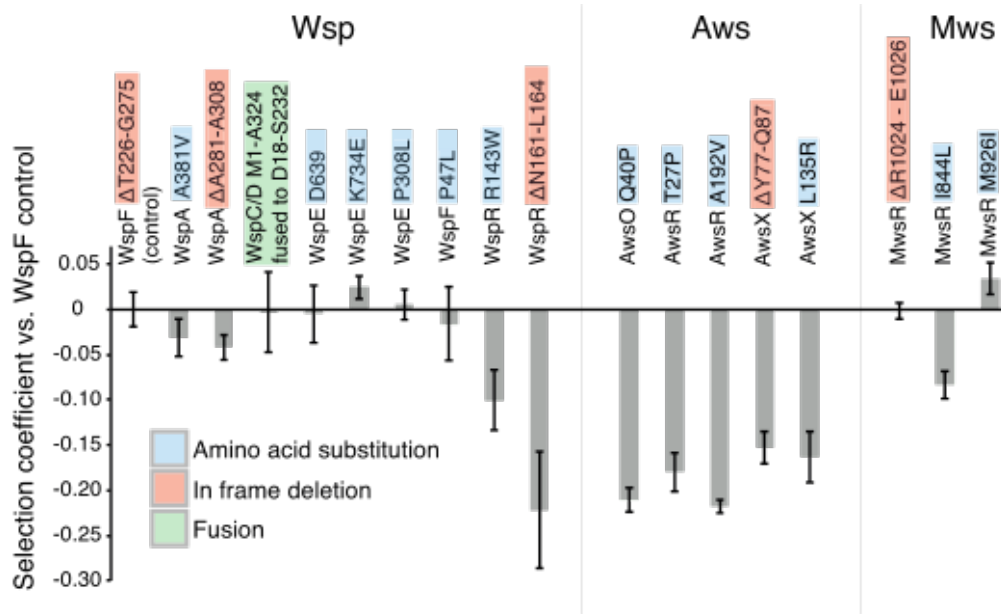 Wsp
Aws
Mws
WspF ΔT226-G275
(control)
WspA A381V
WspA ΔA281-A308
WspC/D M1-A324
fused to D18-S232
WspE D639
WspE K734E
WspE P308L
WspF P47L
WspR R143W
WspR ΔN161-L164
AwsO Q40P
AwsR T27P
AwsR A192V
AwsX ΔY77-Q87
AwsX L135R
MwsR ΔR1024 - E1026
MwsR I844L
MwsR M926I
Selection coefficient vs. WspF control
0.05
0
-0.05
-0.10
-0.15
-0.20
-0.25
-0.30
Amino acid substitution
In frame deletion
Fusion